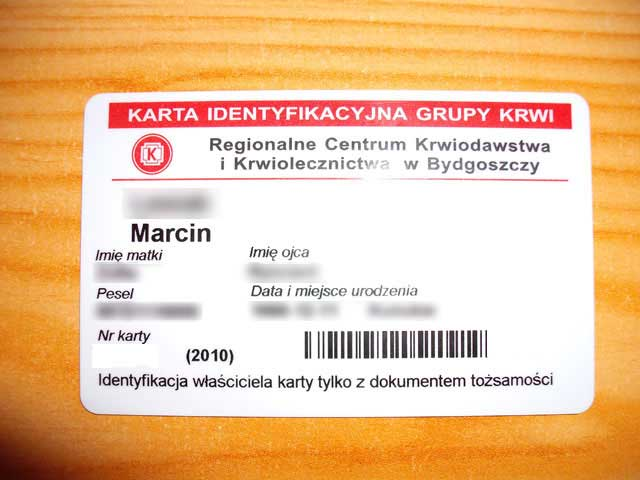 KARTA IDENTYFIKACYJNA GRUPY KRWI
K
Regionalne Centrum Krwiodawstwa
i Krwiolecznictwa w Bydgoszczy
Marcin
Imię matki
Imię ojca
Pesel
Data i miejsce urodzenia
Nr karty
(2010)
Identyfikacja właściciela karty tylko z dokumentem tożsamości